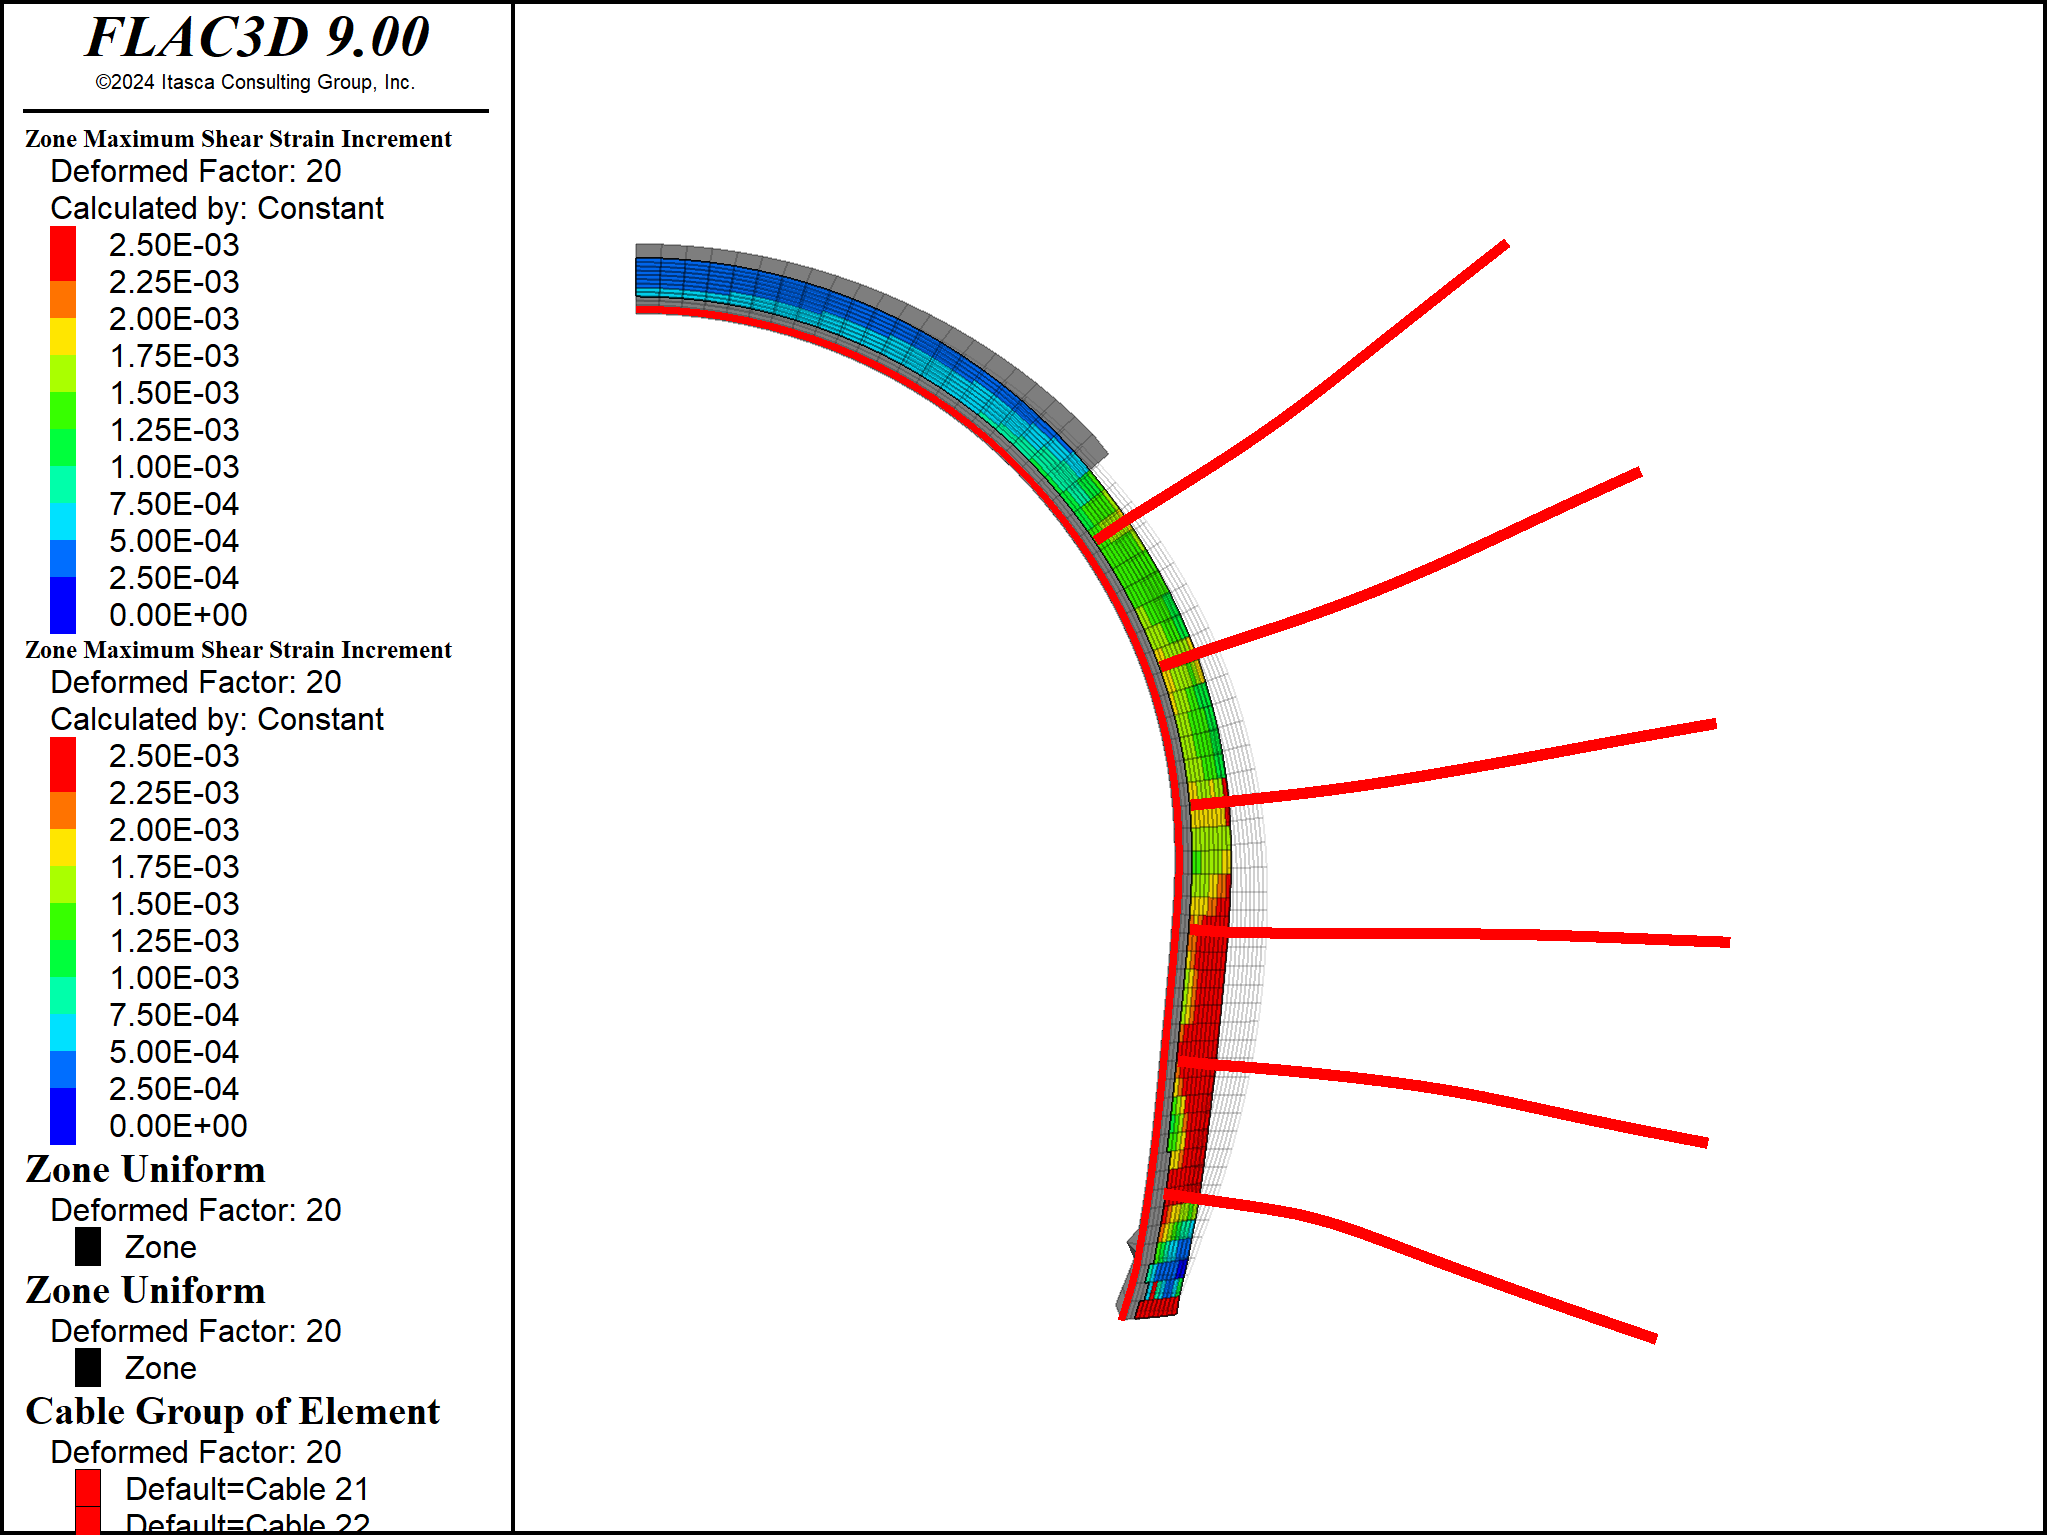 FLAC3D 9.00
©2024 Itasca Consulting Group, Inc.
Zone Maximum Shear Strain Increment
Deformed Factor: 20
Calculated by: Constant
2.50E-03
2.25E-03
2.00E-03
1.75E-03
1.50E-03
1.25E-03
1.00E-03
7.50E-04
5.00E-04
2.50E-04
0.00E+00
Zone Maximum Shear Strain Increment
Deformed Factor: 20
Calculated by: Constant
2.50E-03
2.25E-03
2.00E-03
1.75E-03
1.50E-03
1.25E-03
1.00E-03
7.50E-04
5.00E-04
2.50E-04
0.00E+00
Zone Uniform
Deformed Factor: 20
Zone
Zone Uniform
Deformed Factor: 20
Zone
Cable Group of Element
Deformed Factor: 20
Default=Cable 21
Default=Cable 22